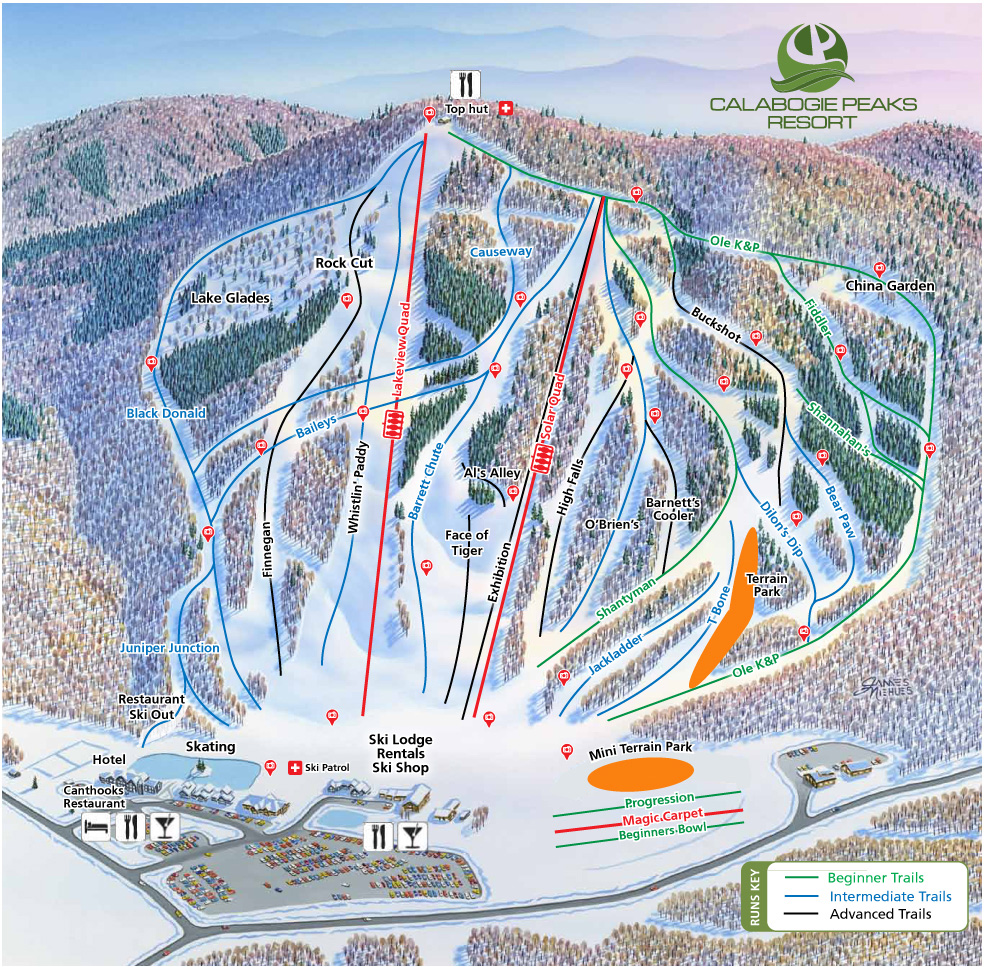 CALABOGIE PEAKS
RESORT
Top hut
Ole K&P
Causeway
China Garden
Rock Cut
Lake Glades
Lakeview Quad
Fiddler
Buckshot
Solar Quad
Black Donald
Baileys
Shannahan's
Whistlin' Paddy
Barrett Chute
Al's Alley
High Falls
Barnett's
Cooler
O'Brien's
Bear Paw
Dilon's Dip
Finnegan
Face of
Tiger
Exhibition
Shantyman
T-Bone
Terrain
Park
Juniper Junction
Jackladder
Ole K&P
JAMES
NIEHUES
Restaurant
Ski Out
Skating
Hotel
Ski Patrol
Ski Lodge
Rentals
Ski Shop
Mini Terrain Park
Canthooks
Restaurant
Progression
Magic Carpet
Beginners Bowl
RUNS KEY
Beginner Trails
Intermediate Trails
Advanced Trails